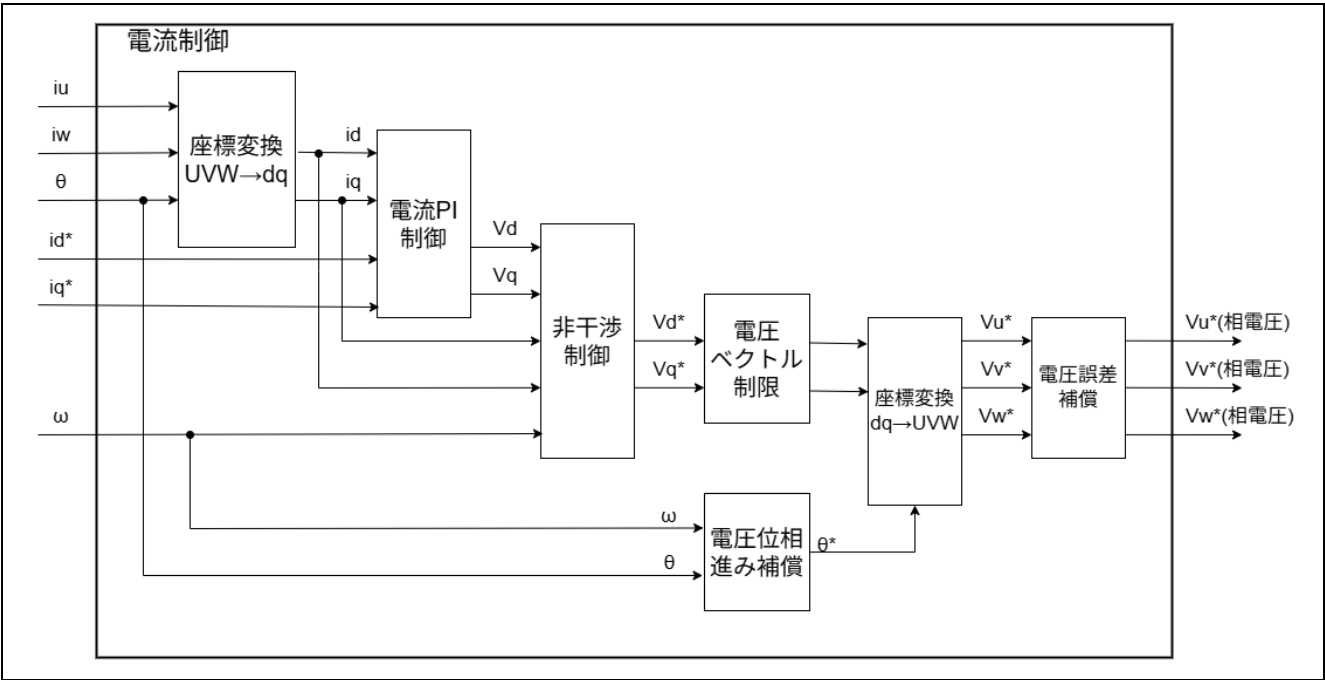 電流制御
iu
iw
θ
id*
iq*
ω
座標変換
UVW→dq
id
iq
電流PI
制御
Vd
Vq
非干渉
制御
Vd*
Vq*
電圧
ベクトル
制限
座標変換
dq→UVW
Vu*
Vv*
Vw*
電圧誤差
補償
Vu*(相電圧)
Vv*(相電圧)
Vw*(相電圧)
ω
θ
電圧位相
進み補償
θ*